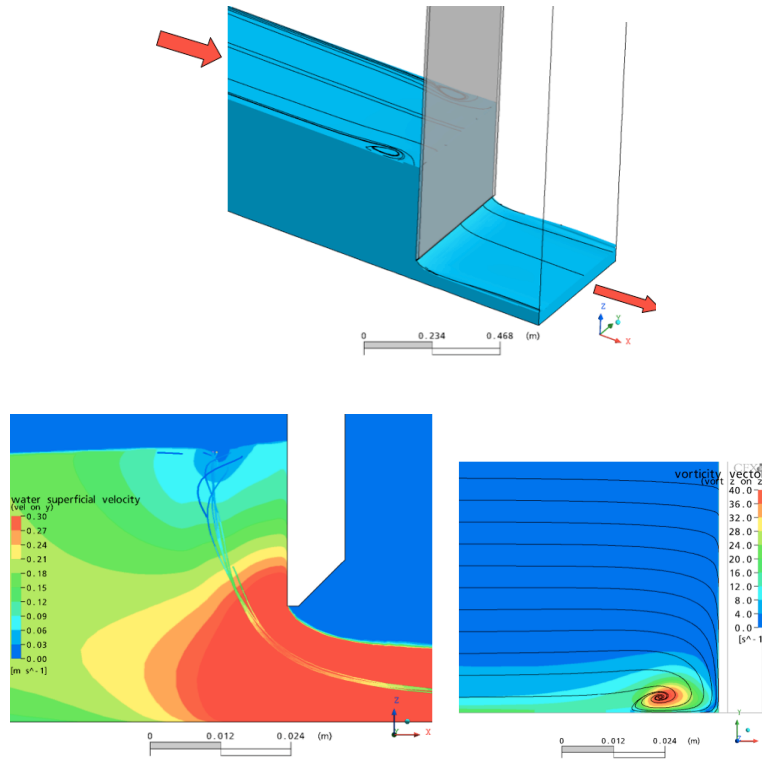 Z
Y
X
0 0.234 0.468 (m)
water superficial velocity
(vel on y)
0.30
0.27
0.24
0.21
0.18
0.15
0.12
0.09
0.06
0.03
0.00
[m s^-1]
Z
Y
X
0 0.012 0.024 (m)
CFX
vorticity vecto
(vort z on z
40.0
36.0
32.0
28.0
24.0
20.0
16.0
12.0
8.0
4.0
0.0
[s^-1
Y
Z
0 0.012 0.024 (m)